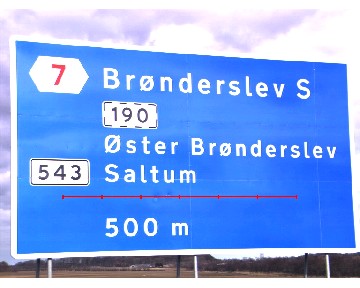 7 Brønderslev S
190
Øster Brønderslev
543 Saltum
500 m